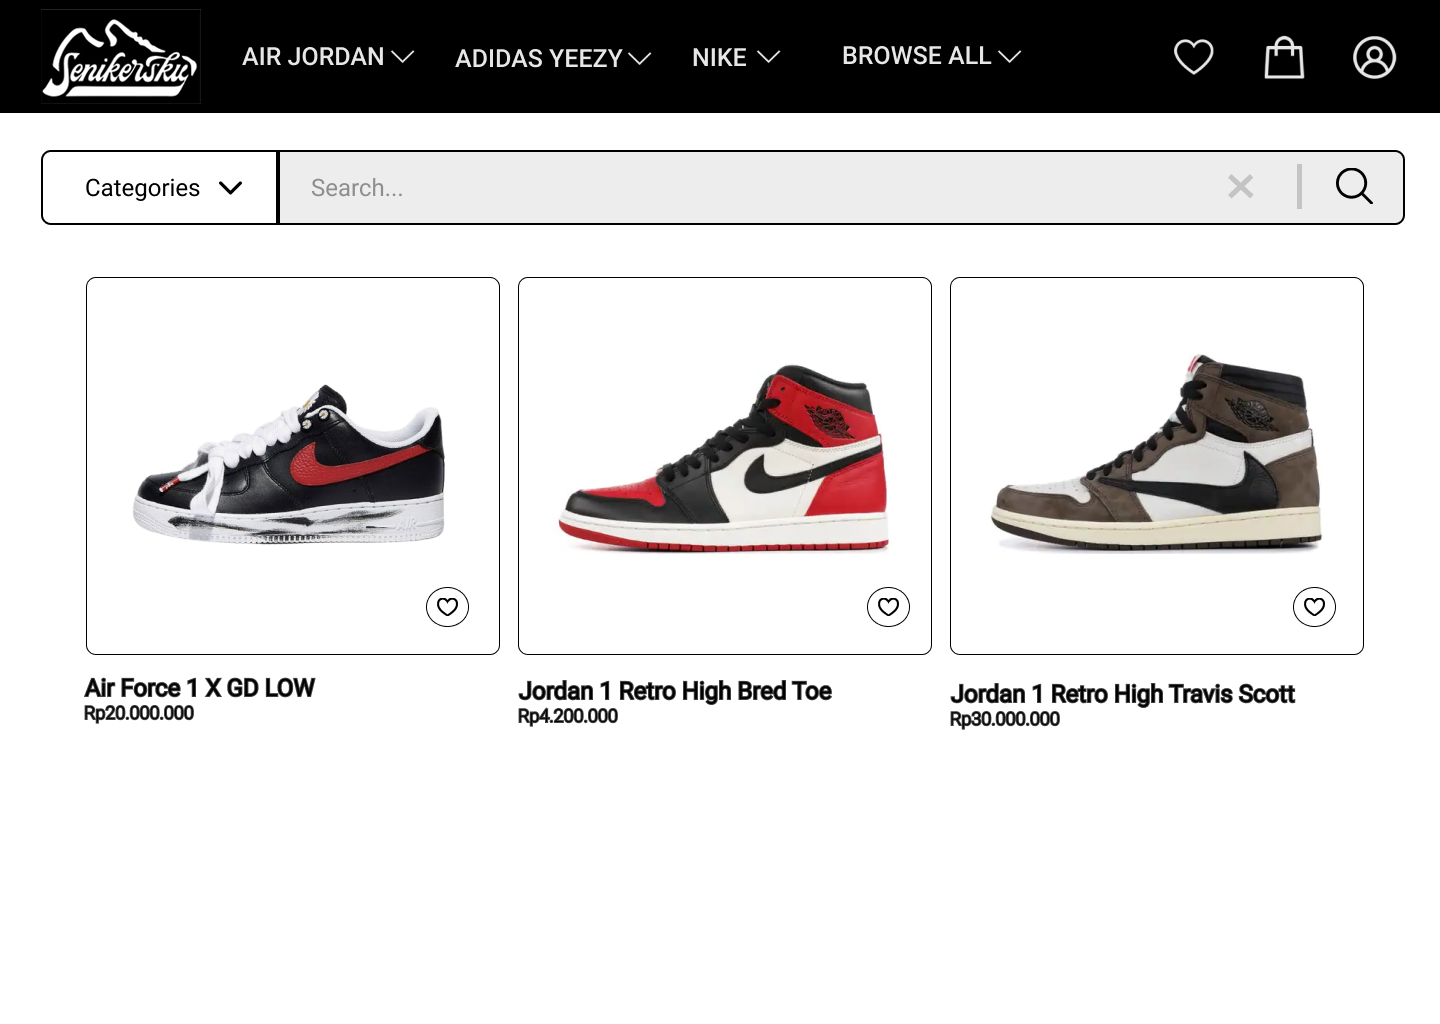 Senikersku
AIR JORDAN
ADIDAS YEEZY
NIKE
BROWSE ALL
Categories
Search...
Air Force 1 X GD LOW
Rp20.000.000
Jordan 1 Retro High Bred Toe
Rp4.200.000
Jordan 1 Retro High Travis Scott
Rp30.000.000